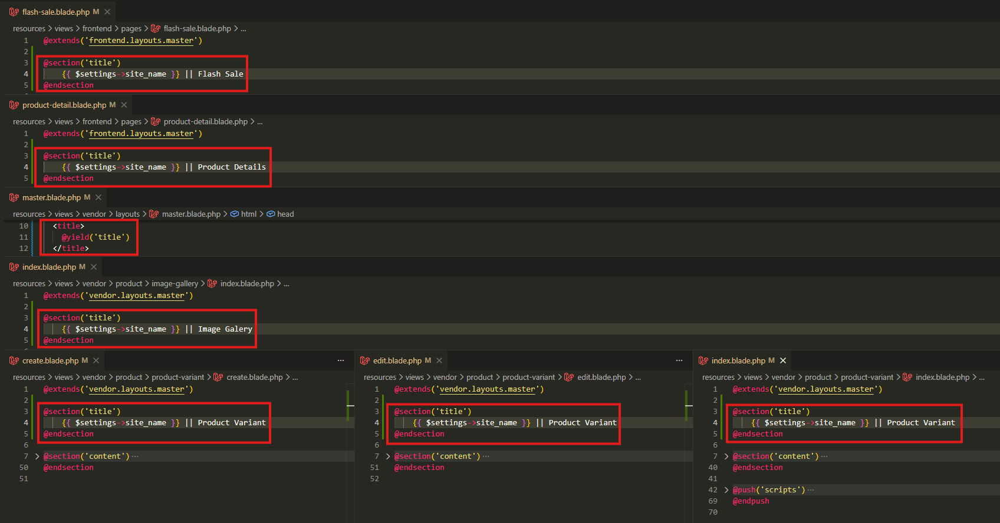 flash-sale.blade.php M
resources > views > frontend > pages > flash-sale.blade.php > ...
1 @extends('frontend.layouts.master')
2
3 @section('title')
4 {{ $settings->site_name }} || Flash Sale
5 @endsection
product-detail.blade.php M
resources > views > frontend > pages > product-detail.blade.php > ...
1 @extends('frontend.layouts.master')
2
3 @section('title')
4 {{ $settings->site_name }} || Product Details
5 @endsection
master.blade.php M
resources > views > vendor > layouts > master.blade.php > html > head
10 <title>
11 @yield('title')
12 </title>
index.blade.php M
resources > views > vendor > product > image-gallery > index.blade.php > ...
1 @extends('vendor.layouts.master')
2
3 @section('title')
4 {{ $settings->site_name }} || Image Galery
5 @endsection
create.blade.php M ...
resources > views > vendor > product > product-variant > create.blade.php > ...
1 @extends('vendor.layouts.master')
2
3 @section('title')
4 {{ $settings->site_name }} || Product Variant
5 @endsection
6
7 > @section('content') ...
50 @endsection
51
edit.blade.php M ...
resources > views > vendor > product > product-variant > edit.blade.php > ...
1 @extends('vendor.layouts.master')
2
3 @section('title')
4 {{ $settings->site_name }} || Product Variant
5 @endsection
6
7 > @section('content') ...
51 @endsection
52
index.blade.php M
resources > views > vendor > product > product-variant > index.blade.php > ...
1 @extends('vendor.layouts.master')
2
3 @section('title')
4 {{ $settings->site_name }} || Product Variant
5 @endsection
6
7 > @section('content') ...
40 @endsection
41
42 > @push('scripts') ...
69 @endpush
70